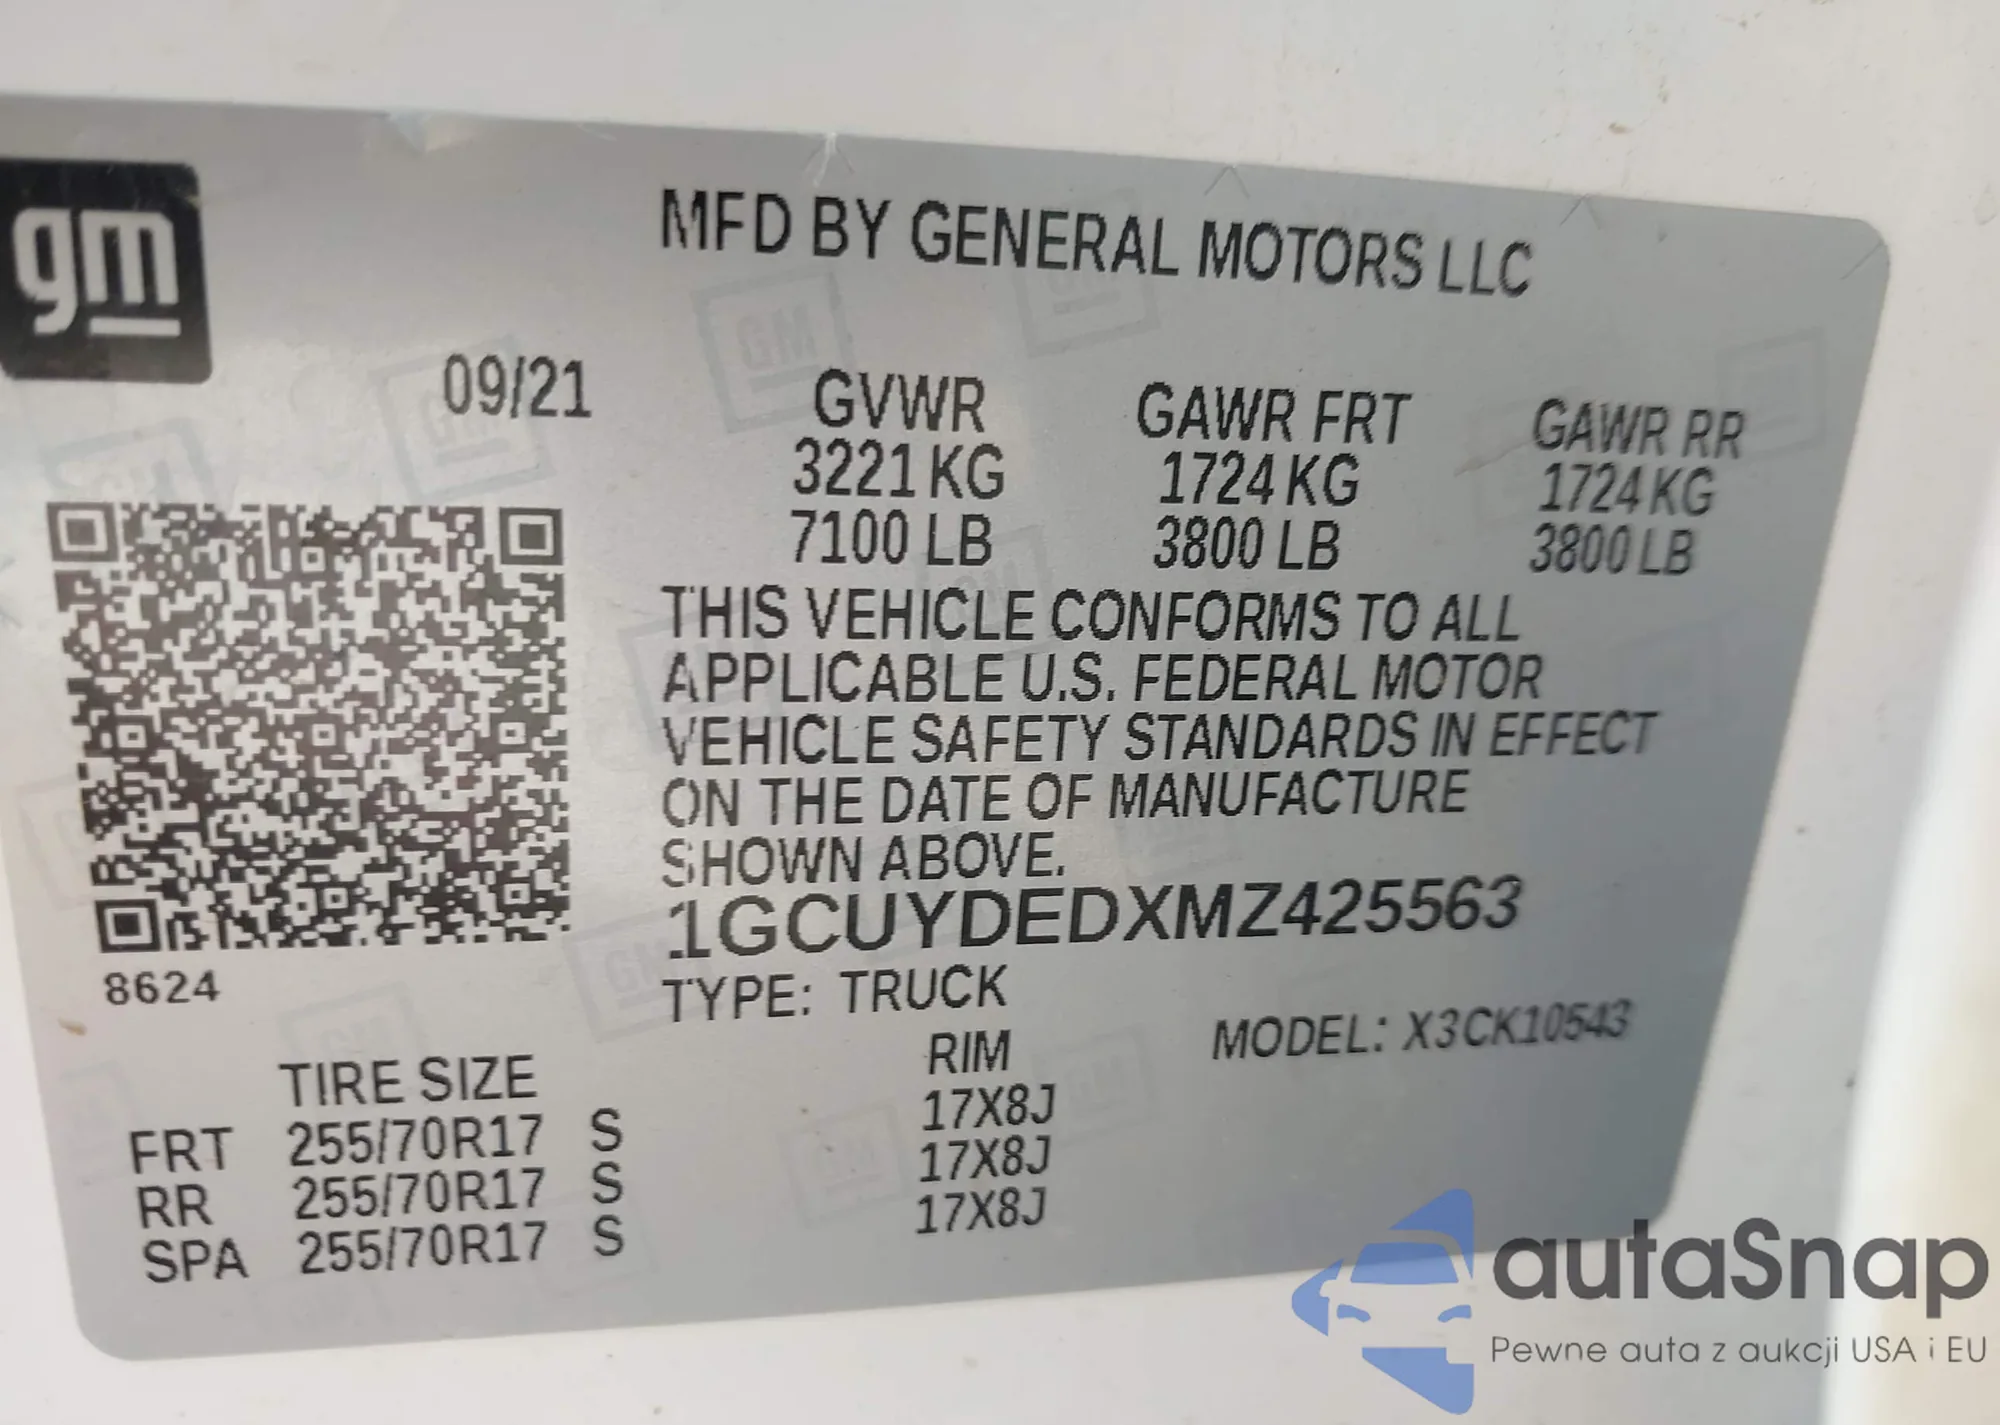 gm
MFD BY GENERAL MOTORS LLC
09/21
GVWR GAWR FRT GAWR RR
3221 KG 1724 KG 1724 KG
7100 LB 3800 LB 3800 LB
THIS VEHICLE CONFORMS TO ALL
APPLICABLE U.S. FEDERAL MOTOR
VEHICLE SAFETY STANDARDS IN EFFECT
ON THE DATE OF MANUFACTURE
SHOWN ABOVE.
1GCUYDEDXMZ425563
8624
TYPE: TRUCK
MODEL: X3CK10543
TIRE SIZE RIM
FRT 255/70R17 S 17X8J
RR 255/70R17 S 17X8J
SPA 255/70R17 S 17X8J
autaSnap
Pewne auta z aukcji USA i EU